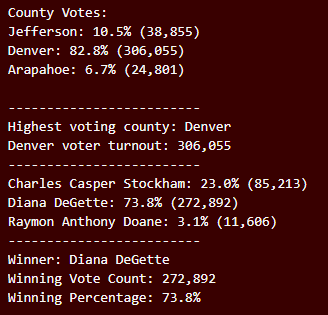 County Votes:
Jefferson: 10.5% (38,855)
Denver: 82.8% (306,055)
Arapahoe: 6.7% (24,801)
-------------------------
Highest voting county: Denver
Denver voter turnout: 306,055
-------------------------
Charles Casper Stockham: 23.0% (85,213)
Diana DeGette: 73.8% (272,892)
Raymon Anthony Doane: 3.1% (11,606)
-------------------------
Winner: Diana DeGette
Winning Vote Count: 272,892
Winning Percentage: 73.8%